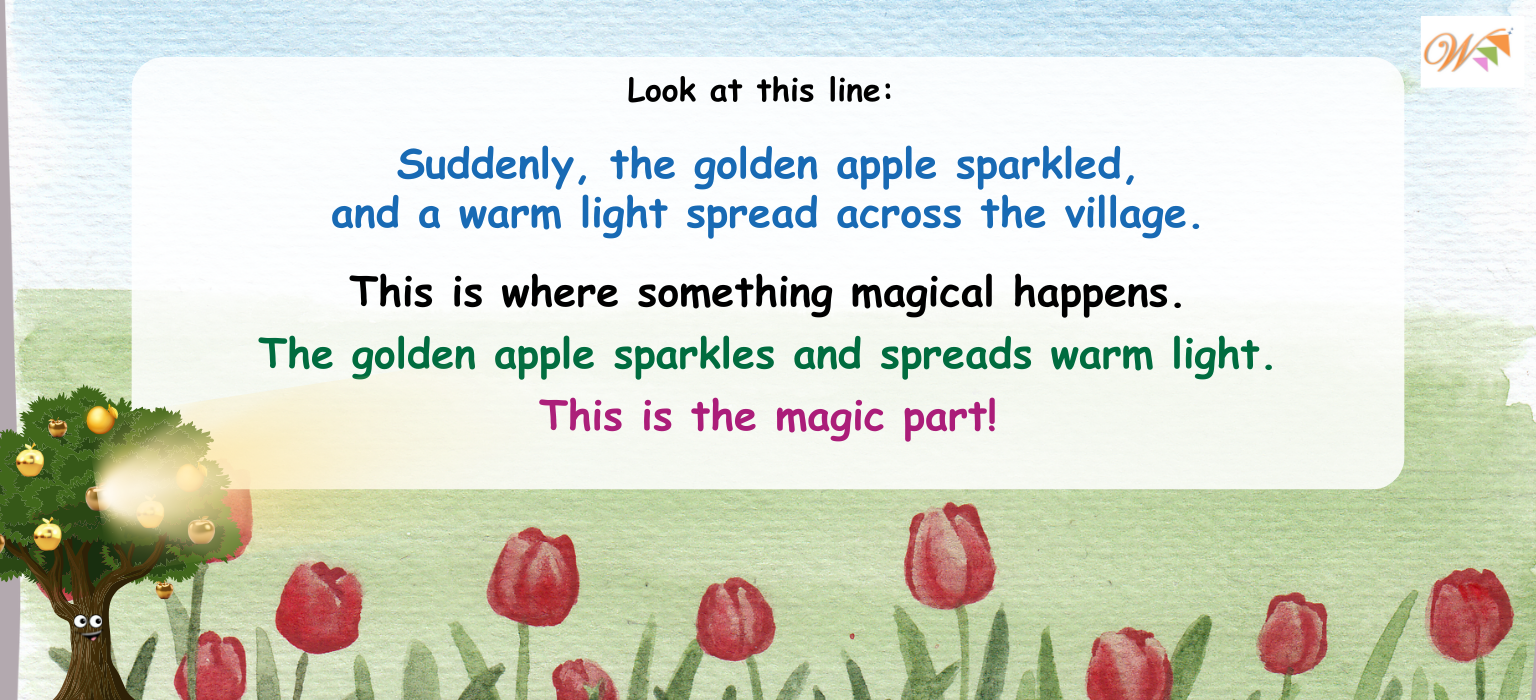 Look at this line:
Suddenly, the golden apple sparkled,
and a warm light spread across the village.
This is where something magical happens.
The golden apple sparkles and spreads warm light.
This is the magic part!